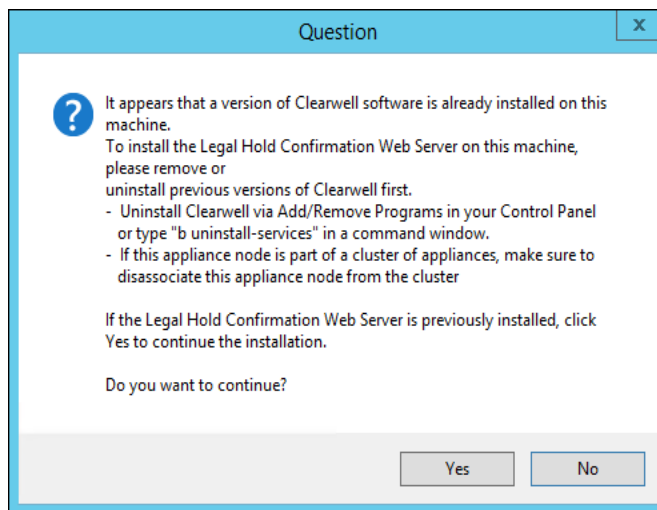 Question
x
?
It appears that a version of Clearwell software is already installed on this
machine.
To install the Legal Hold Confirmation Web Server on this machine,
please remove or
uninstall previous versions of Clearwell first.
- Uninstall Clearwell via Add/Remove Programs in your Control Panel
or type "b uninstall-services" in a command window.
- If this appliance node is part of a cluster of appliances, make sure to
disassociate this appliance node from the cluster
If the Legal Hold Confirmation Web Server is previously installed, click
Yes to continue the installation.
Do you want to continue?
Yes No